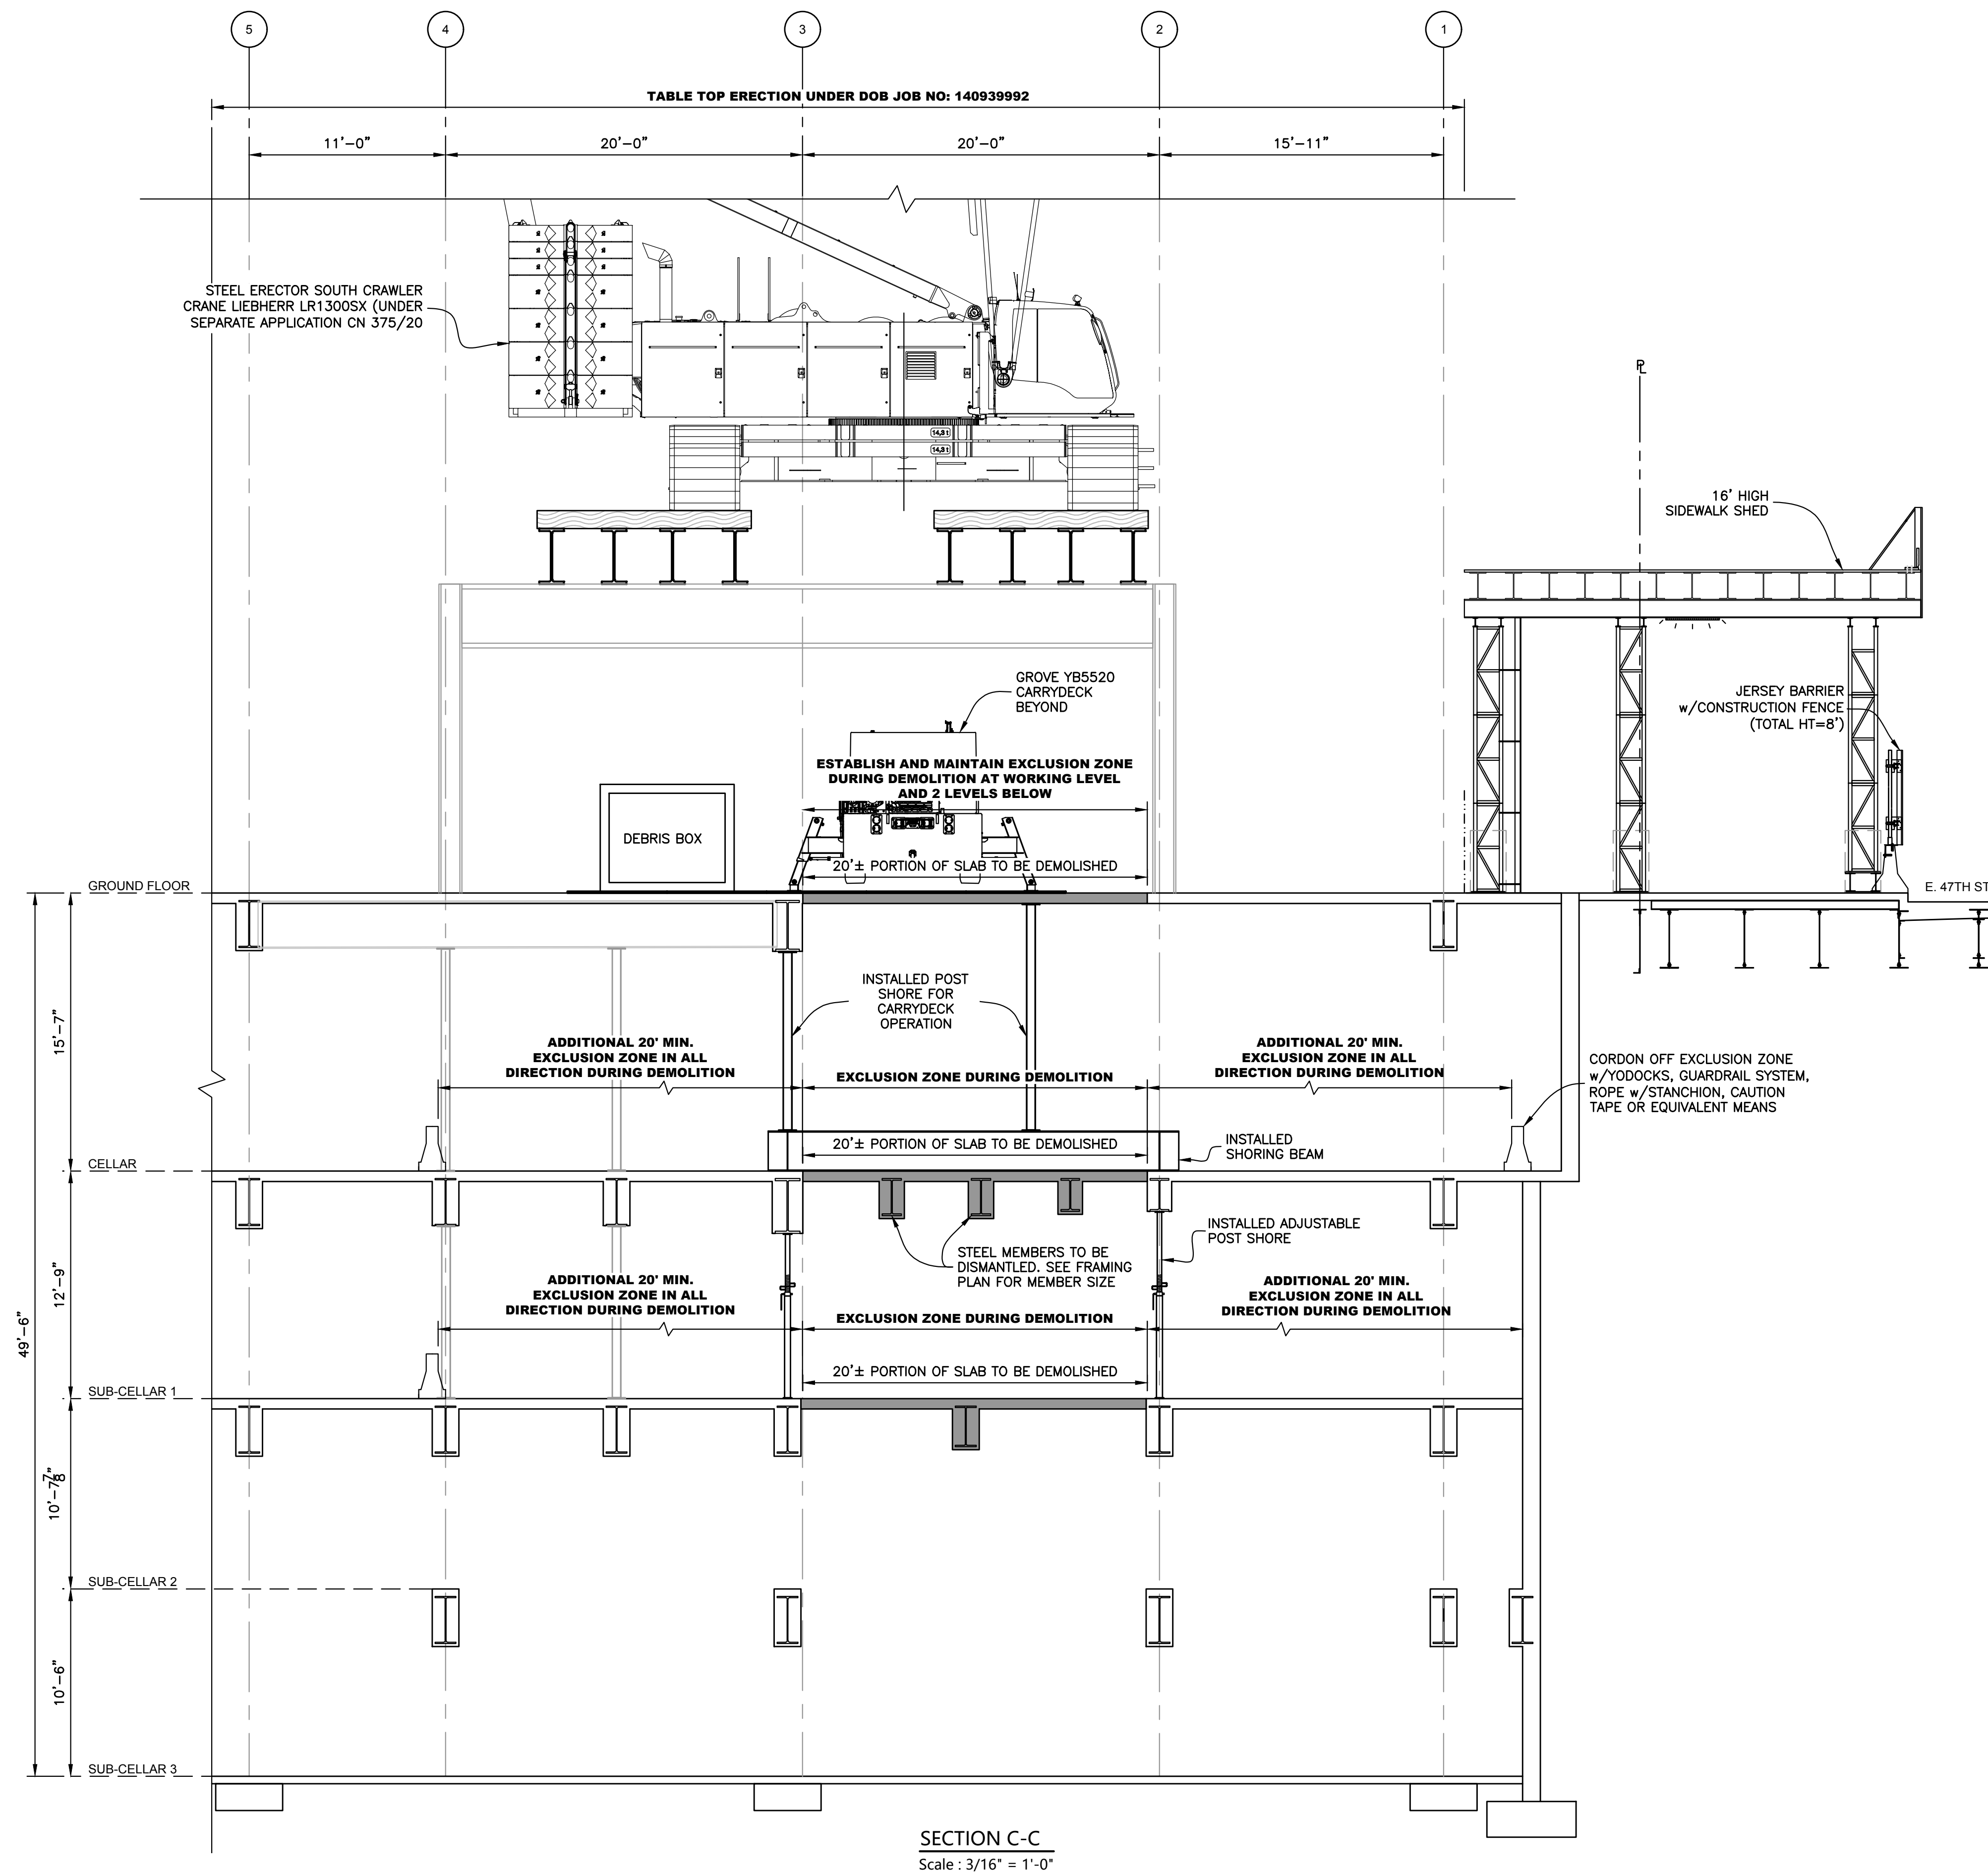 5
4
3
2
1
TABLE TOP ERECTION UNDER DOB JOB NO: 140939992
11'-0"
20'-0"
20'-0"
15'-11"
STEEL ERECTOR SOUTH CRAWLER
CRANE LIEBHERR LR1300SX (UNDER
SEPARATE APPLICATION CN 375/20
14,3 t
14,3 t
PL
16' HIGH
SIDEWALK SHED
GROVE YB5520
CARRYDECK
BEYOND
JERSEY BARRIER
w/CONSTRUCTION FENCE
(TOTAL HT=8')
ESTABLISH AND MAINTAIN EXCLUSION ZONE
DURING DEMOLITION AT WORKING LEVEL
AND 2 LEVELS BELOW
DEBRIS BOX
20'± PORTION OF SLAB TO BE DEMOLISHED
GROUND FLOOR
E. 47TH ST
INSTALLED POST
SHORE FOR
CARRYDECK
OPERATION
15'-7"
ADDITIONAL 20' MIN.
EXCLUSION ZONE IN ALL
DIRECTION DURING DEMOLITION
EXCLUSION ZONE DURING DEMOLITION
ADDITIONAL 20' MIN.
EXCLUSION ZONE IN ALL
DIRECTION DURING DEMOLITION
CORDON OFF EXCLUSION ZONE
w/YODOCKS, GUARDRAIL SYSTEM,
ROPE w/STANCHION, CAUTION
TAPE OR EQUIVALENT MEANS
20'± PORTION OF SLAB TO BE DEMOLISHED
INSTALLED
SHORING BEAM
CELLAR
INSTALLED ADJUSTABLE
POST SHORE
STEEL MEMBERS TO BE
DISMANTLED. SEE FRAMING
PLAN FOR MEMBER SIZE
12'-9"
49'-6"
ADDITIONAL 20' MIN.
EXCLUSION ZONE IN ALL
DIRECTION DURING DEMOLITION
EXCLUSION ZONE DURING DEMOLITION
ADDITIONAL 20' MIN.
EXCLUSION ZONE IN ALL
DIRECTION DURING DEMOLITION
20'± PORTION OF SLAB TO BE DEMOLISHED
SUB-CELLAR 1
10'-7 7/8"
SUB-CELLAR 2
10'-6"
SUB-CELLAR 3
SECTION C-C
Scale : 3/16" = 1'-0"